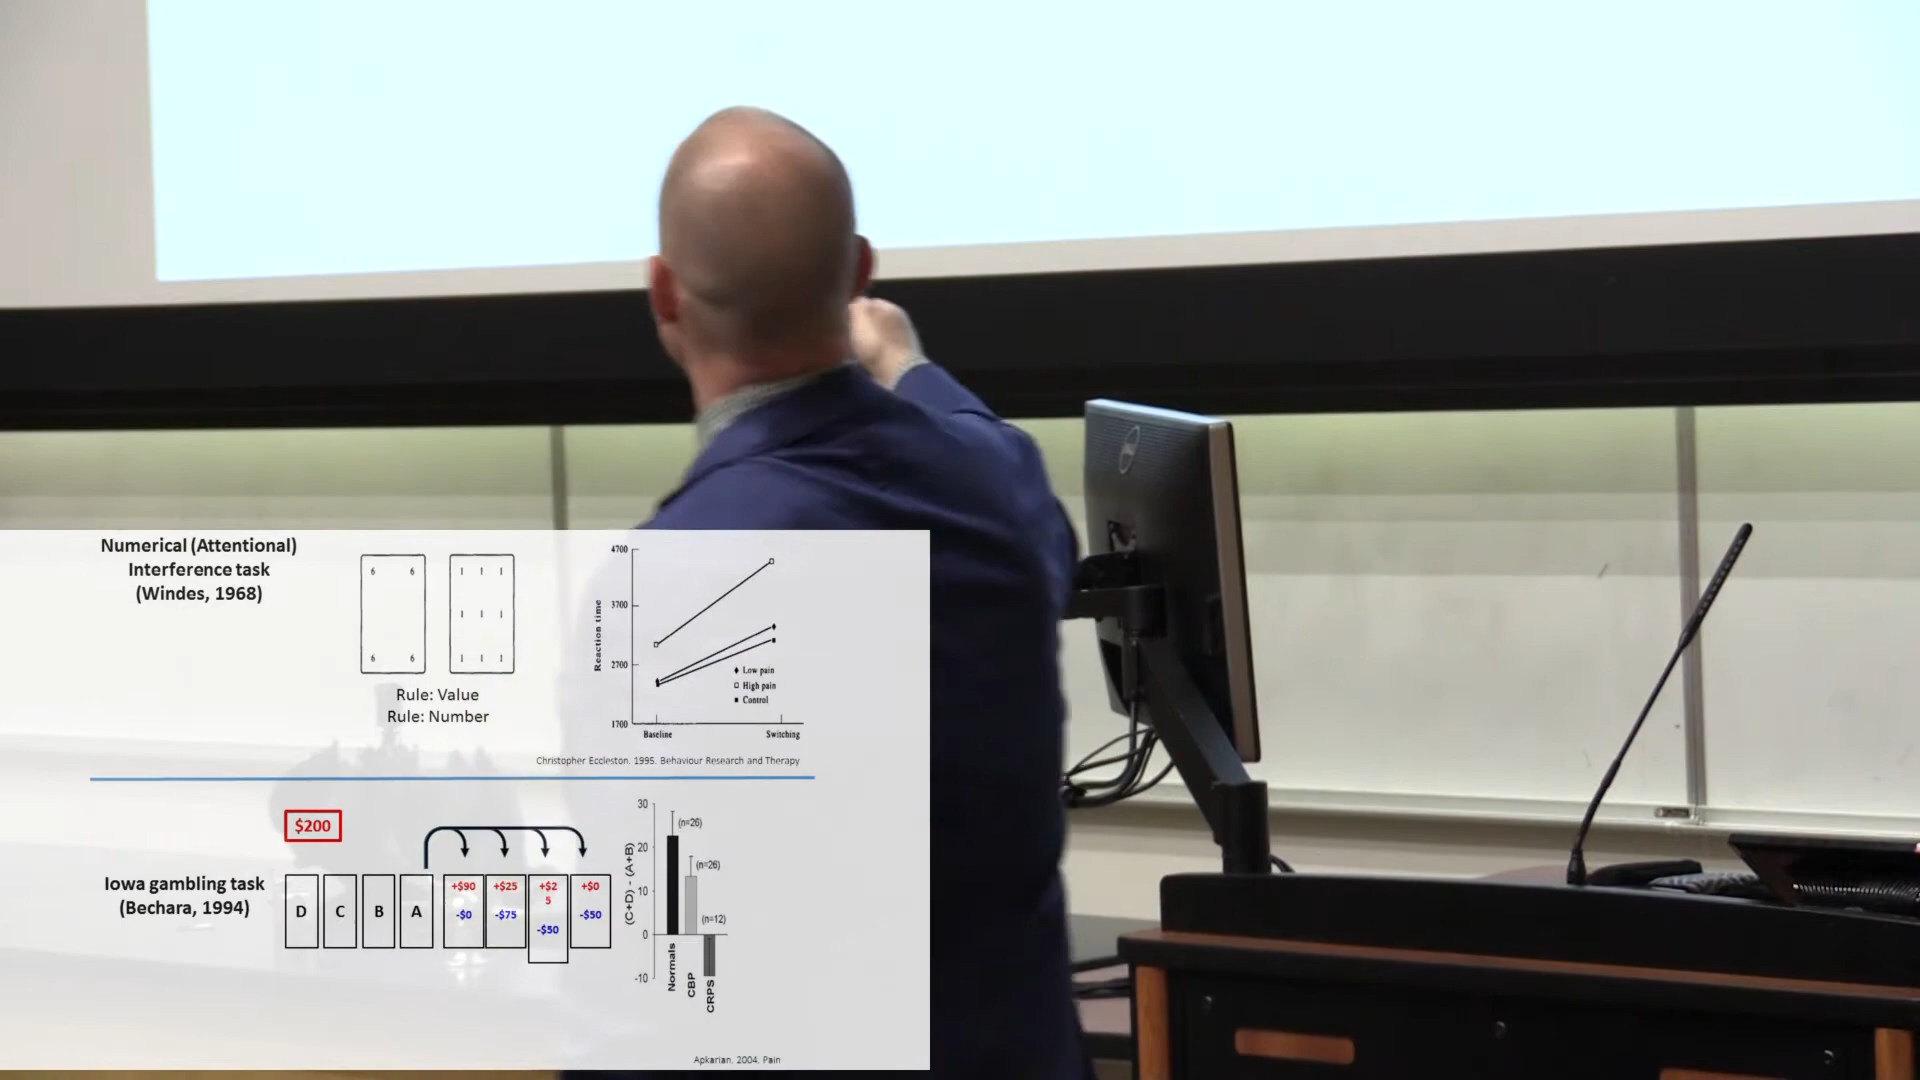 Numerical (Attentional)
Interference task
(Windes, 1968)
6 6
6 6
1 1 1
1 1 1
1 1 1
Rule: Value
Rule: Number
4700
3700
2700
1700
Reaction time
Low pain
High pain
Control
Baseline Switching
Christopher Eccleston. 1995. Behaviour Research and Therapy
$200
Iowa gambling task
(Bechara, 1994)
D C B A
+$90
-$0
+$25
-$75
+$2
5
-$50
+$0
-$50
(C+D) - (A+B)
30
20
10
0
-10
(n=26)
(n=26)
(n=12)
Normals
CBP
CRPS
Apkarian. 2004. Pain
DELL